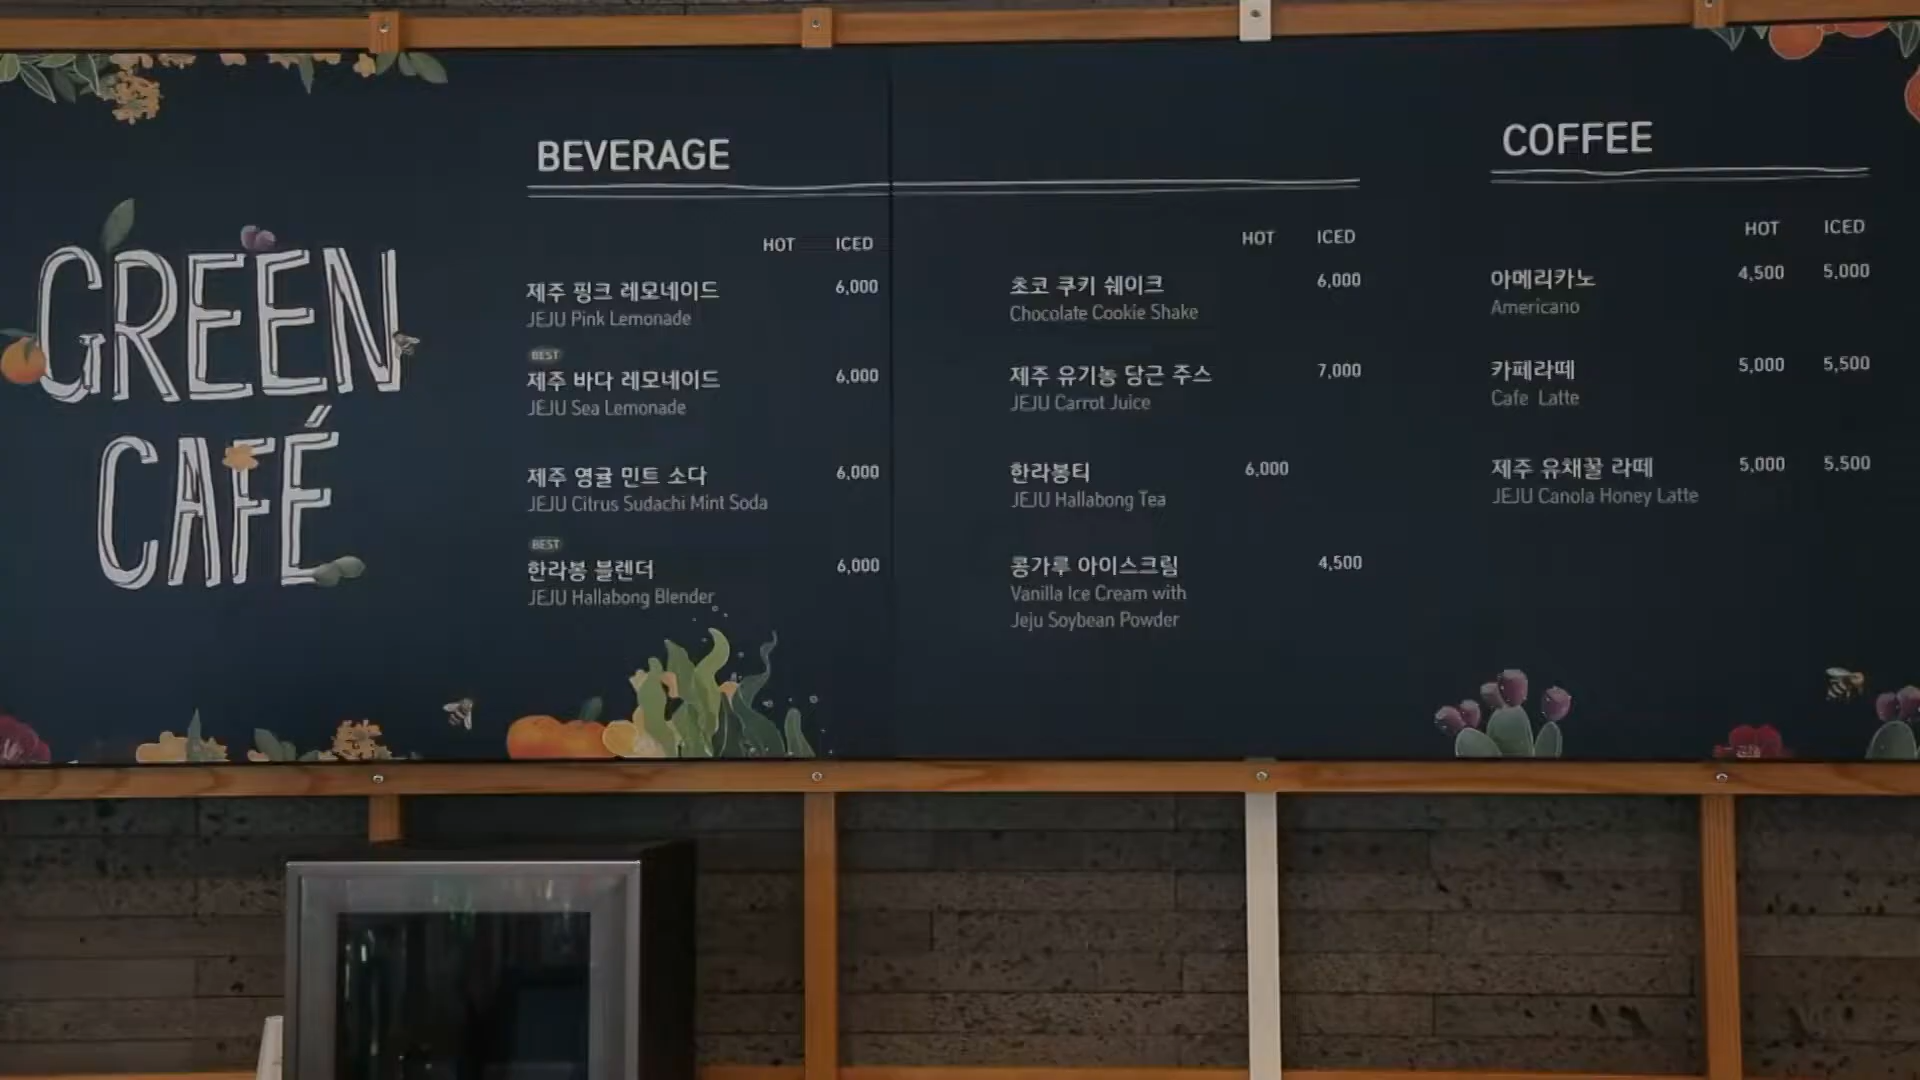 GREEN
CAFÉ
BEVERAGE
HOT ICED
제주 핑크 레모네이드 6,000
JEJU Pink Lemonade
BEST
제주 바다 레모네이드 6,000
JEJU Sea Lemonade
제주 영귤 민트 소다 6,000
JEJU Citrus Sudachi Mint Soda
BEST
한라봉 블렌더 6,000
JEJU Hallabong Blender
HOT ICED
초코 쿠키 쉐이크 6,000
Chocolate Cookie Shake
제주 유기농 당근 주스 7,000
JEJU Carrot Juice
한라봉티 6,000
JEJU Hallabong Tea
콩가루 아이스크림 4,500
Vanilla Ice Cream with
Jeju Soybean Powder
COFFEE
HOT ICED
아메리카노 4,500 5,000
Americano
카페라떼 5,000 5,500
Cafe Latte
제주 유채꿀 라떼 5,000 5,500
JEJU Canola Honey Latte